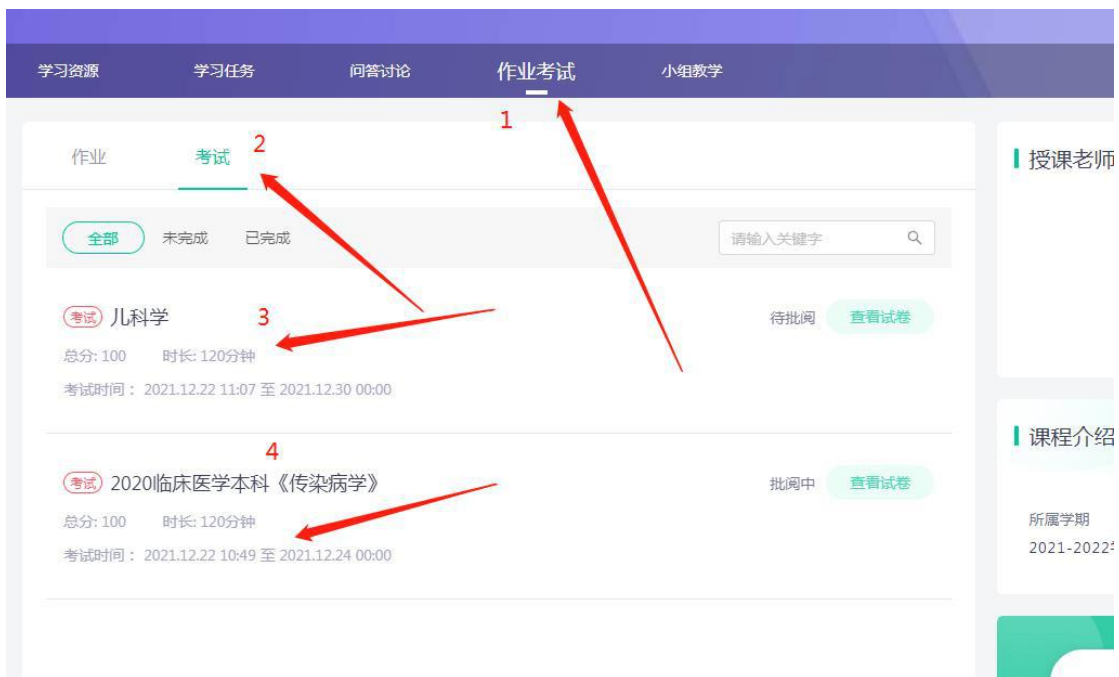 学习资源 学习任务 问答讨论 作业考试 小组教学
1
作业 考试 2
授课老师
全部 未完成 已完成 请输入关键字
考试 儿科学 3 待批阅 查看试卷
总分: 100 时长: 120分钟
考试时间： 2021.12.22 11:07 至 2021.12.30 00:00
课程介绍
4
考试 2020临床医学本科《传染病学》 批阅中 查看试卷
总分: 100 时长: 120分钟
所属学期
考试时间： 2021.12.22 10:49 至 2021.12.24 00:00
2021-2022